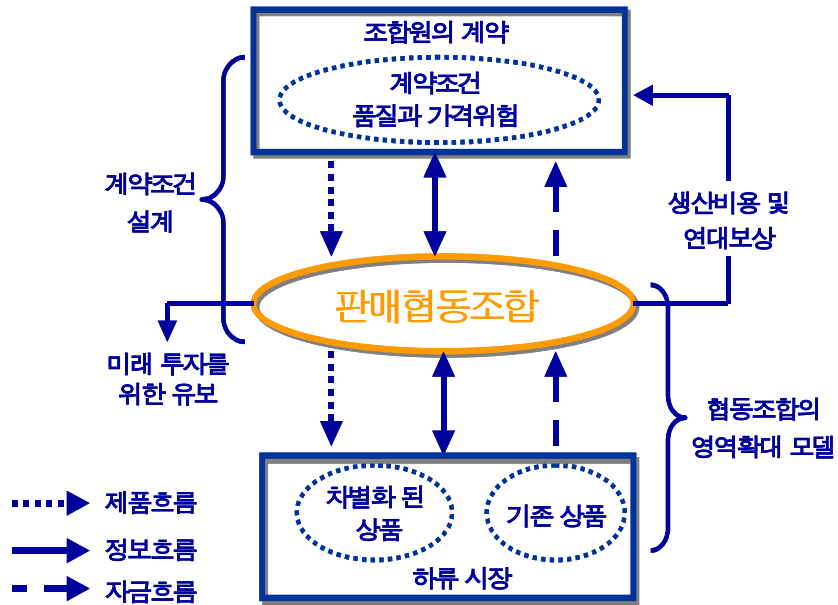 조합원의 계약
계약조건
품질과 가격위험
계약조건
설계
생산비용 및
연대보상
판매협동조합
미래 투자를
위한 유보
협동조합의
영역확대 모델
차별화 된
상품
기존 상품
하류 시장
제품흐름
정보흐름
자금흐름